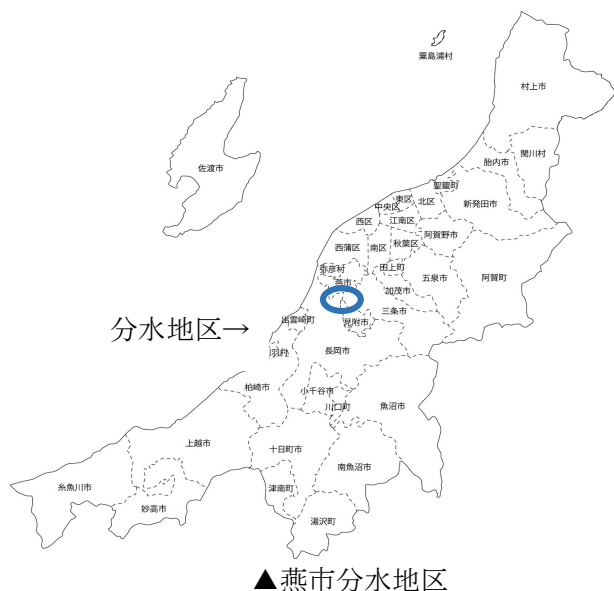 粟島浦村
村上市
関川村
胎内市
佐渡市
聖籠町
東区
北区
中央区
新発田市
西区
江南区
阿賀野市
西蒲区
南区
秋葉区
弥彦村
田上町
五泉市
阿賀町
燕市
加茂市
三条市
出雲崎町
見附市
分水地区→
長岡市
柏崎市
小千谷市
川口町
魚沼市
上越市
十日町市
南魚沼市
糸魚川市
津南町
妙高市
湯沢町
▲燕市分水地区